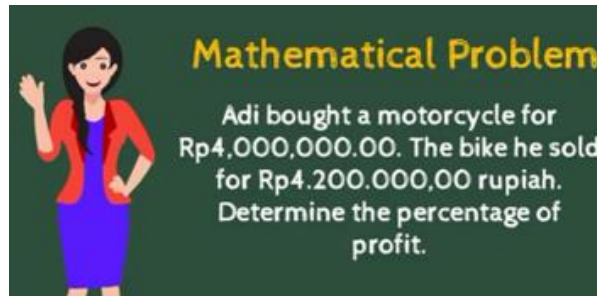 Mathematical Problem
Adi bought a motorcycle for
Rp4,000,000.00. The bike he sold
for Rp4.200.000,00 rupiah.
Determine the percentage of
profit.